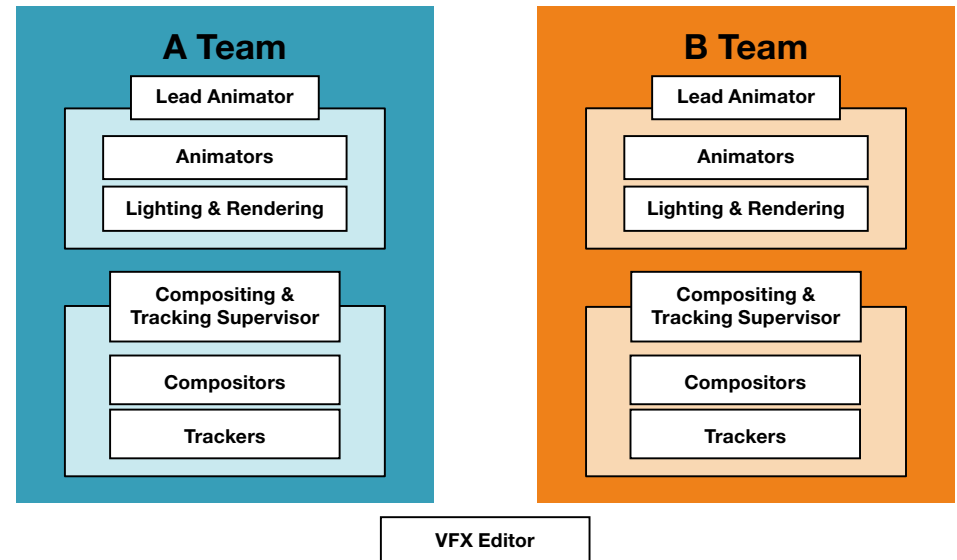 A Team
Lead Animator
Animators
Lighting & Rendering
Compositing &
Tracking Supervisor
Compositors
Trackers
B Team
Lead Animator
Animators
Lighting & Rendering
Compositing &
Tracking Supervisor
Compositors
Trackers
VFX Editor